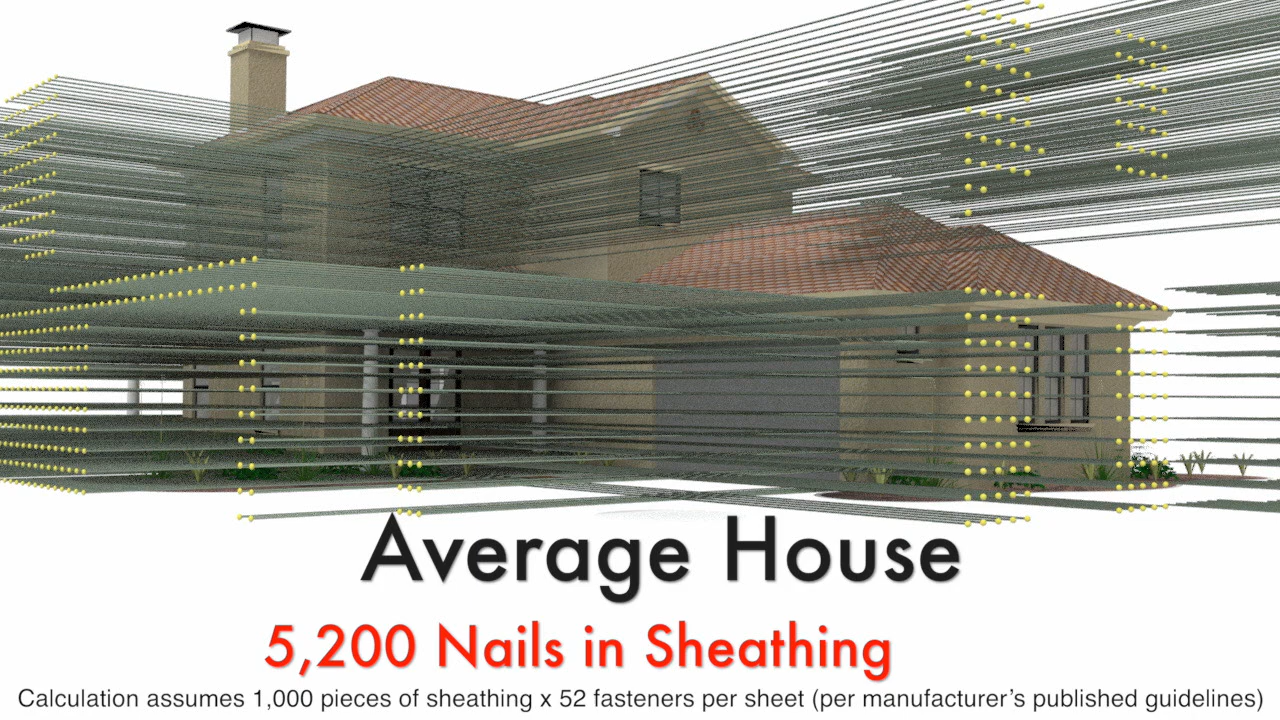 Average House
5,200 Nails in Sheathing
Calculation assumes 1,000 pieces of sheathing x 52 fasteners per sheet (per manufacturer's published guidelines)